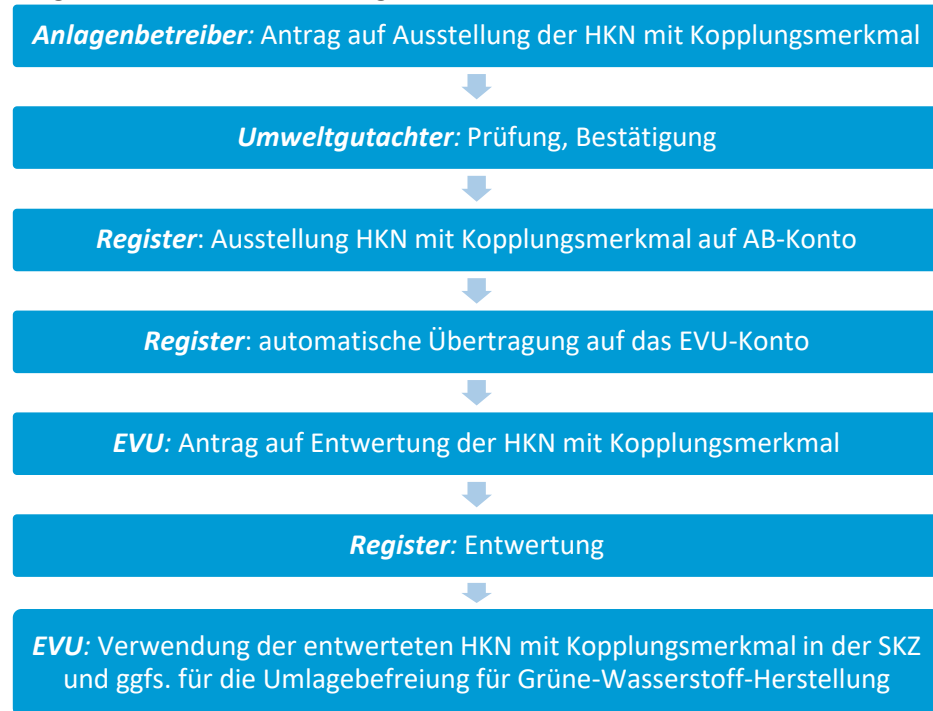 Anlagenbetreiber: Antrag auf Ausstellung der HKN mit Kopplungsmerkmal
Umweltgutachter: Prüfung, Bestätigung
Register: Ausstellung HKN mit Kopplungsmerkmal auf AB-Konto
Register: automatische Übertragung auf das EVU-Konto
EVU: Antrag auf Entwertung der HKN mit Kopplungsmerkmal
Register: Entwertung
EVU: Verwendung der entwerteten HKN mit Kopplungsmerkmal in der SKZ
und ggfs. für die Umlagebefreiung für Grüne-Wasserstoff-Herstellung